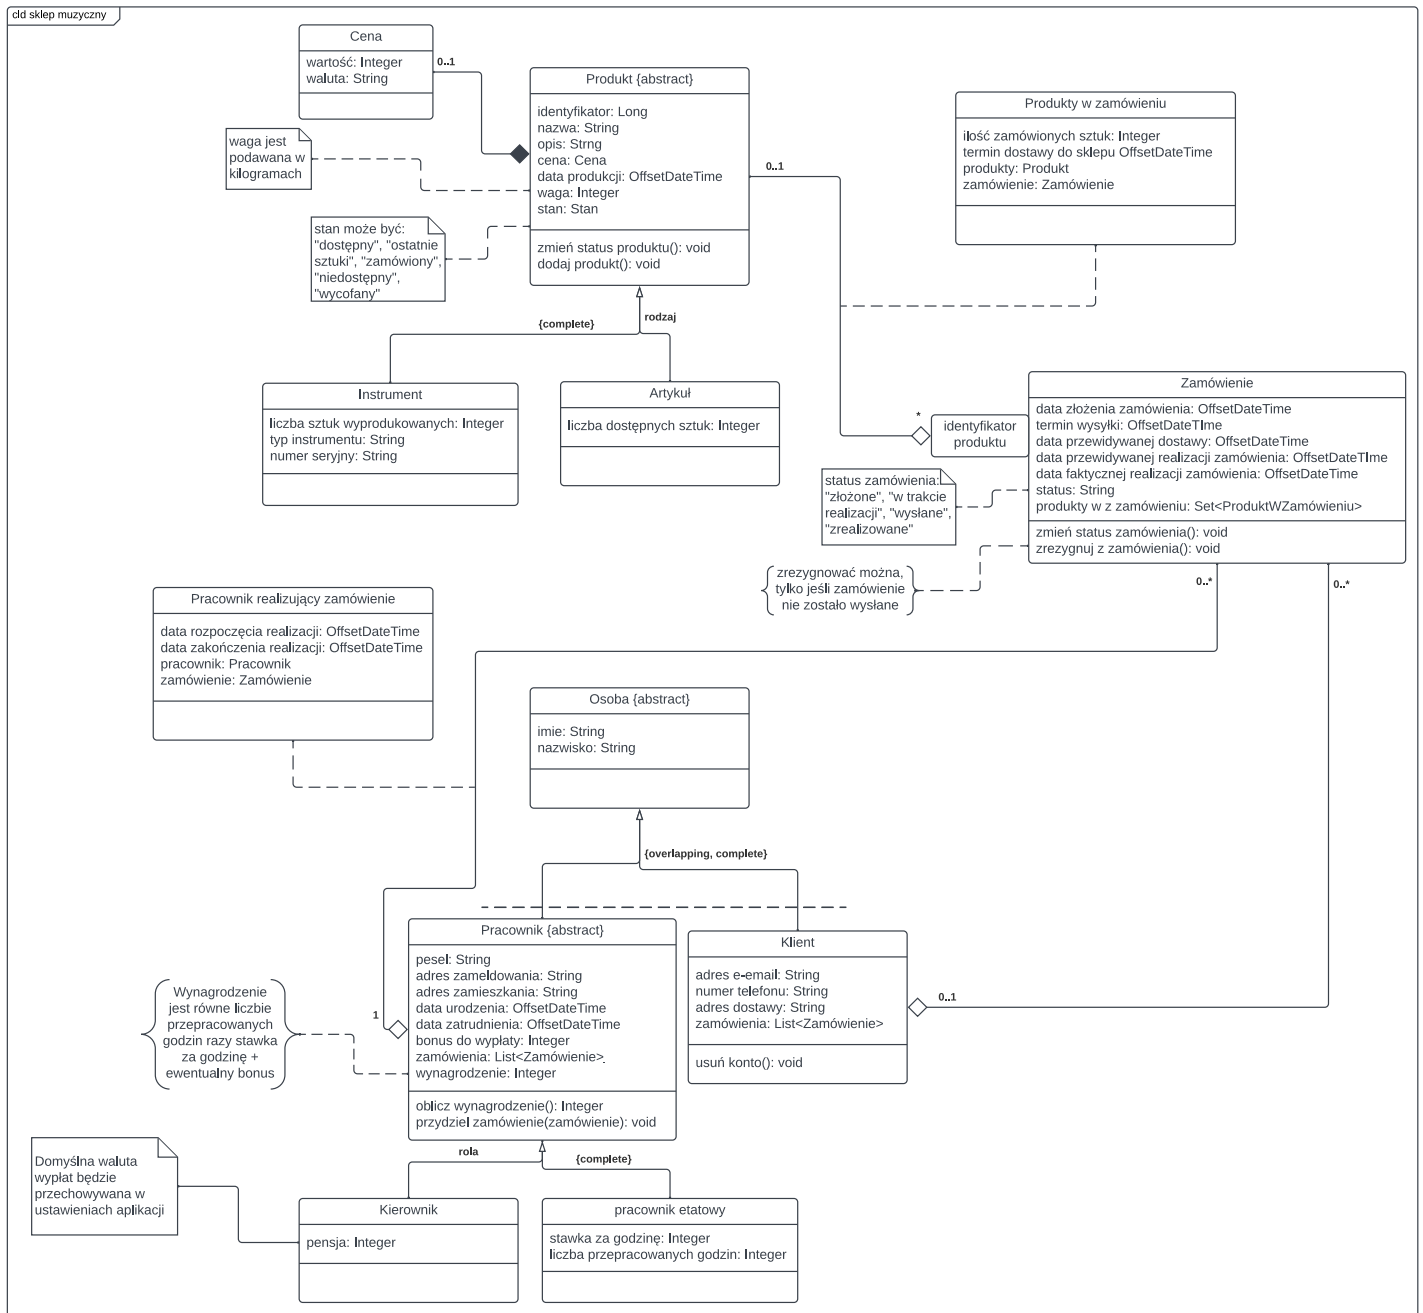 cld sklep muzyczny
Cena
wartość: Integer
waluta: String
0..1
Produkt {abstract}
identyfikator: Long
nazwa: String
opis: Strng
cena: Cena
data produkcji: OffsetDateTime
waga: Integer
stan: Stan
zmień status produktu(): void
dodaj produkt(): void
0..1
Produkty w zamówieniu
ilość zamówionych sztuk: Integer
termin dostawy do sklepu OffsetDateTime
produkty: Produkt
zamówienie: Zamówienie
waga jest
podawana w
kilogramach
stan może być:
"dostępny", "ostatnie
sztuki", "zamówiony",
"niedostępny",
"wycofany"
{complete}
rodzaj
Instrument
liczba sztuk wyprodukowanych: Integer
typ instrumentu: String
numer seryjny: String
Artykuł
liczba dostępnych sztuk: Integer
*
identyfikator
produktu
Zamówienie
data złożenia zamówienia: OffsetDateTime
termin wysyłki: OffsetDateTIme
data przewidywanej dostawy: OffsetDateTime
data przewidywanej realizacji zamówienia: OffsetDateTIme
data faktycznej realizacji zamówienia: OffsetDateTime
status: String
produkty w z zamówieniu: Set<ProduktWZamówieniu>
zmień status zamówienia(): void
zrezygnuj z zamówienia(): void
status zamówienia:
"złożone", "w trakcie
realizacji", "wysłane",
"zrealizowane"
zrezygnować można,
tylko jeśli zamówienie
nie zostało wysłane
0..*
0..*
Pracownik realizujący zamówienie
data rozpoczęcia realizacji: OffsetDateTime
data zakończenia realizacji: OffsetDateTime
pracownik: Pracownik
zamówienie: Zamówienie
Osoba {abstract}
imie: String
nazwisko: String
{overlapping, complete}
Pracownik {abstract}
pesel: String
adres zameldowania: String
adres zamieszkania: String
data urodzenia: OffsetDateTime
data zatrudnienia: OffsetDateTime
bonus do wypłaty: Integer
zamówienia: List<Zamówienie>
wynagrodzenie: Integer
oblicz wynagrodzenie(): Integer
przydziel zamówienie(zamówienie): void
1
Klient
adres e-email: String
numer telefonu: String
adres dostawy: String
zamówienia: List<Zamówienie>
usuń konto(): void
0..1
Wynagrodzenie
jest równe liczbie
przepracowanych
godzin razy stawka
za godzinę +
ewentualny bonus
rola
{complete}
Domyślna waluta
wypłat będzie
przechowywana w
ustawieniach aplikacji
Kierownik
pensja: Integer
pracownik etatowy
stawka za godzinę: Integer
liczba przepracowanych godzin: Integer